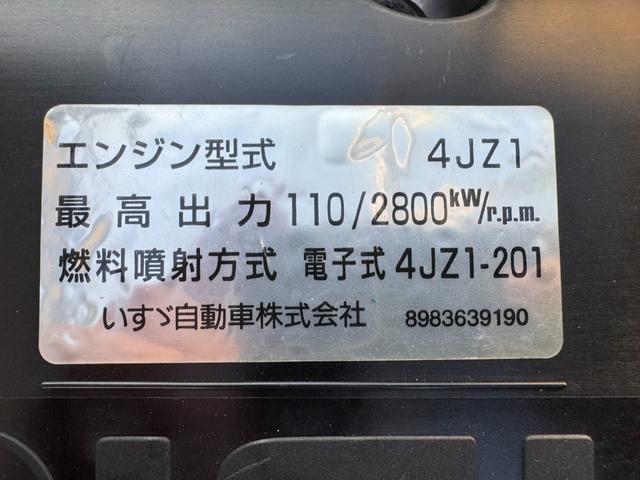 エンジン型式 4JZ1
最高出力 110/2800kW/r.p.m.
燃料噴射方式 電子式 4JZ1-201
いすゞ自動車株式会社 8983639190